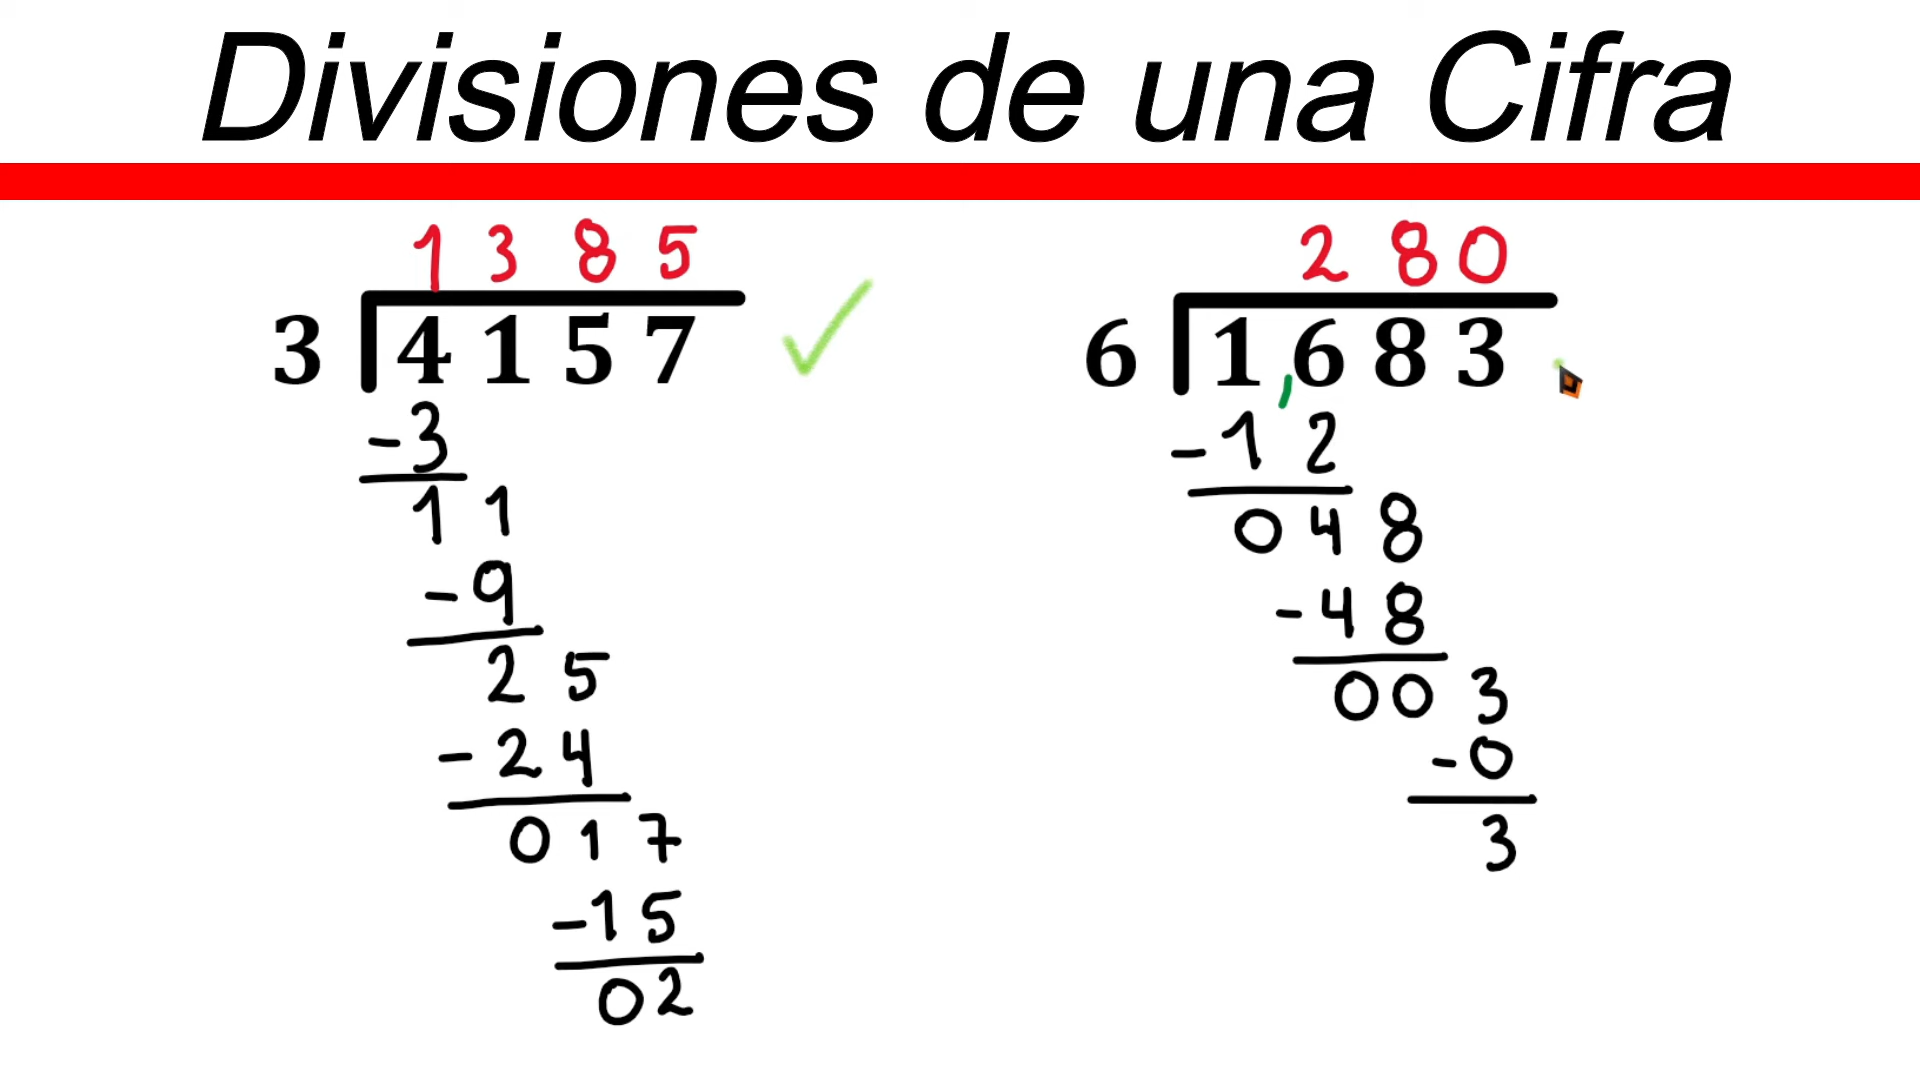 Divisiones de una Cifra
1 3 8 5
3 4 1 5 7
-3
1 1
-9
2 5
-2 4
0 1 7
-1 5
0 2
2 8 0
6 1,6 8 3
-1 2
0 4 8
-4 8
0 0 3
-0
3